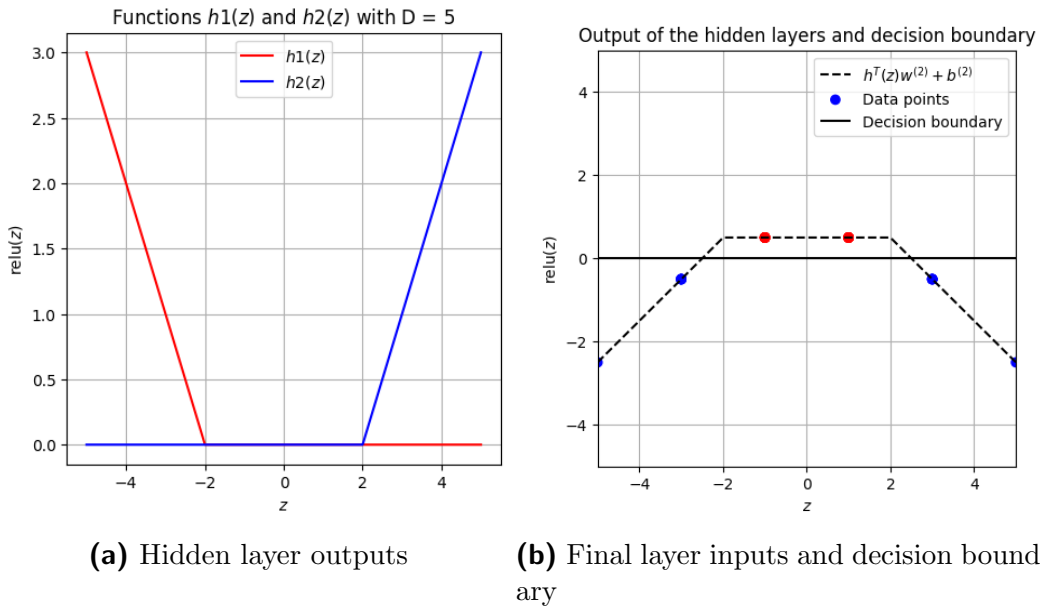 Functions h1(z) and h2(z) with D = 5
h1(z)
h2(z)
3.0
2.5
2.0
1.5
1.0
0.5
0.0
relu(z)
−4
−2
0
2
4
z
(a) Hidden layer outputs
Output of the hidden layers and decision boundary
h^T(z)w^(2) + b^(2)
Data points
Decision boundary
4
2
0
−2
−4
relu(z)
−4
−2
0
2
4
z
(b) Final layer inputs and decision bound
ary